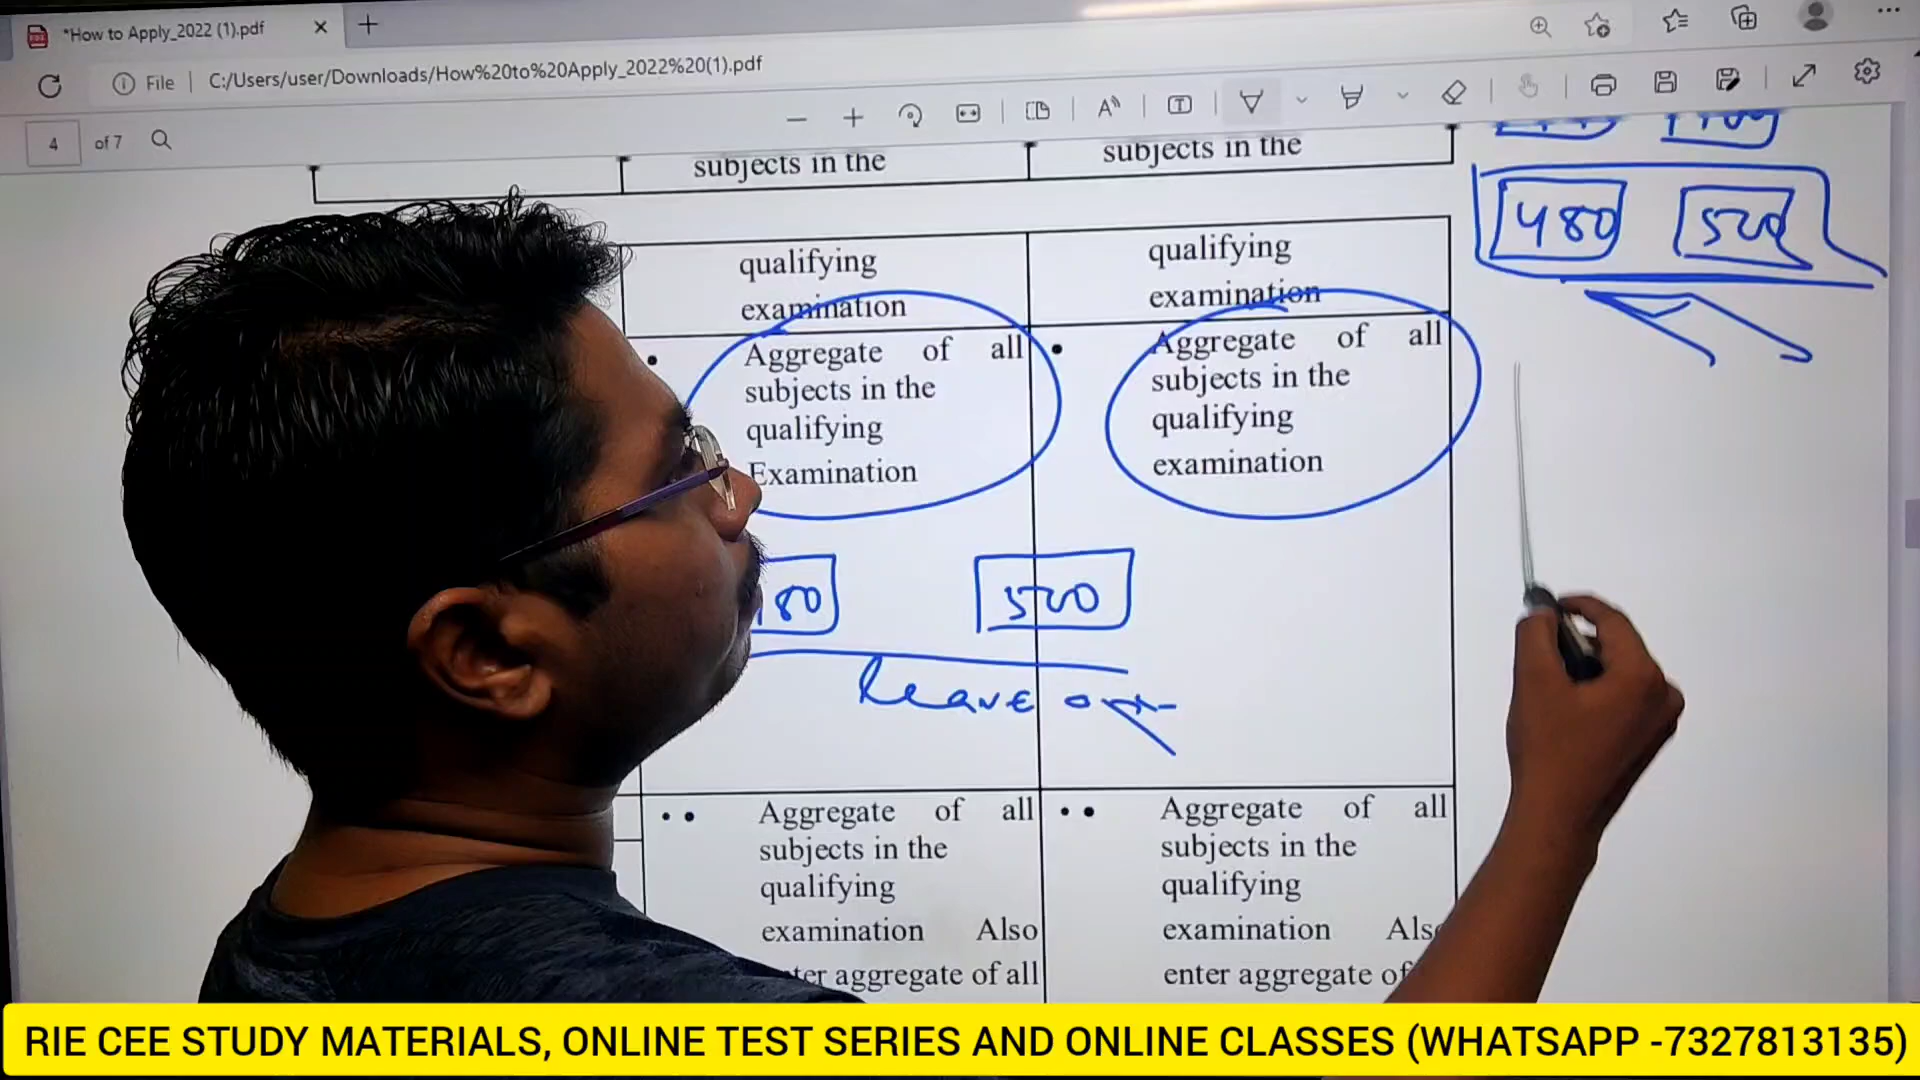 *How to Apply_2022 (1).pdf
File | C:/Users/user/Downloads/How%20to%20Apply_2022%20(1).pdf
4 of 7
subjects in the
subjects in the
480 520
qualifying
examination
qualifying
examination
• Aggregate of all
subjects in the
qualifying
Examination
• Aggregate of all
subjects in the
qualifying
examination
80 520
leave
•• Aggregate of all
subjects in the
qualifying
examination Also
enter aggregate of all
•• Aggregate of all
subjects in the
qualifying
examination
enter aggregate of
RIE CEE STUDY MATERIALS, ONLINE TEST SERIES AND ONLINE CLASSES (WHATSAPP -7327813135)